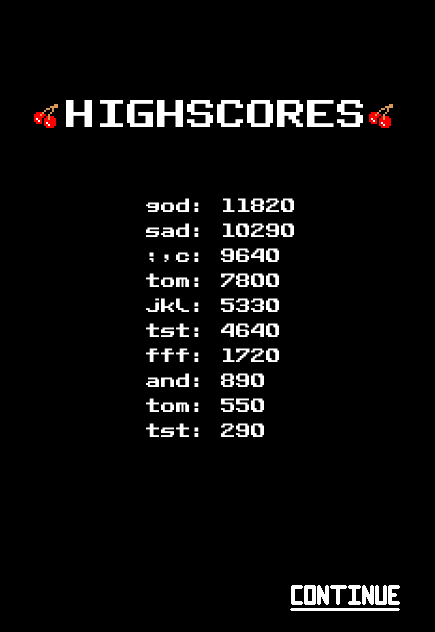 HIGHSCORES
god: 11820
sad: 10290
:,c: 9640
tom: 7800
jkl: 5330
tst: 4640
fff: 1720
and: 890
tom: 550
tst: 290
CONTINUE